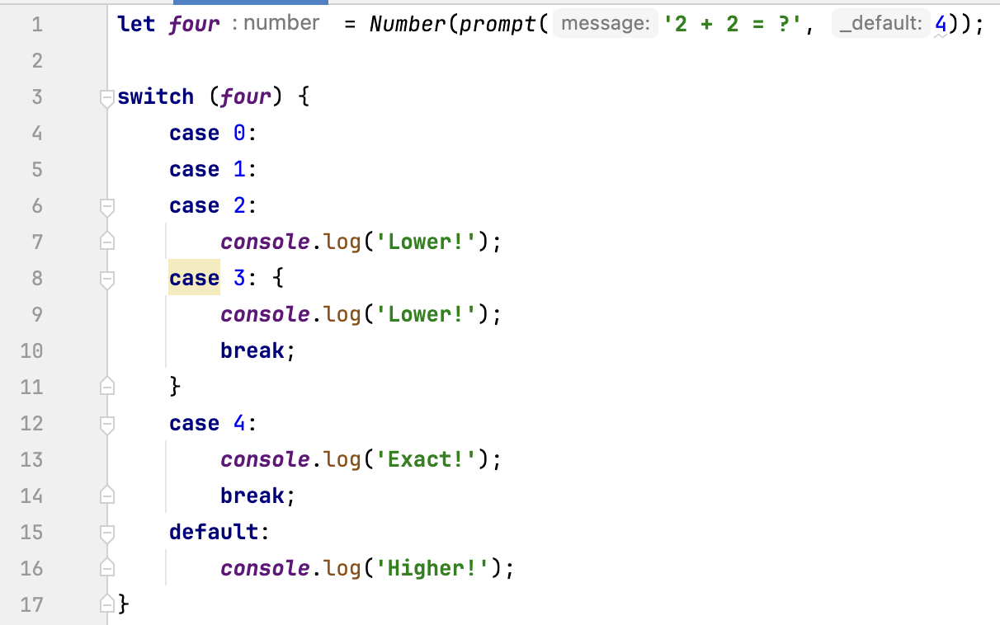 1 let four : number = Number(prompt( message: '2 + 2 = ?', _default: 4));
2
3 switch (four) {
4     case 0:
5     case 1:
6     case 2:
7         console.log('Lower!');
8     case 3: {
9         console.log('Lower!');
10         break;
11     }
12     case 4:
13         console.log('Exact!');
14         break;
15     default:
16         console.log('Higher!');
17 }